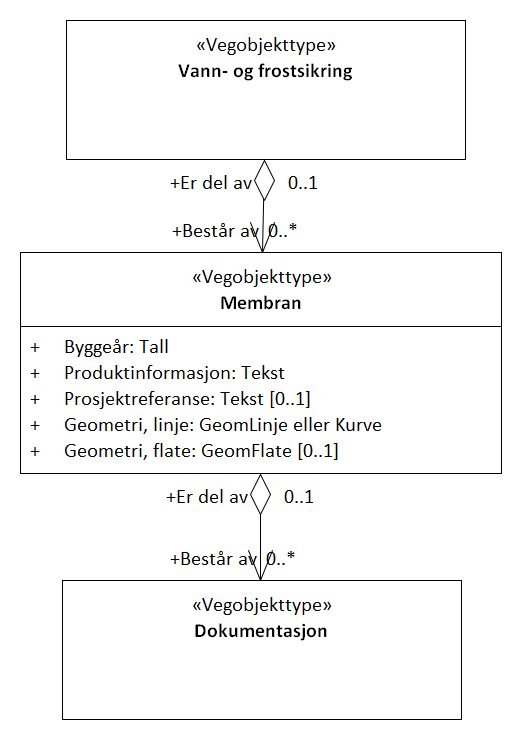 «Vegobjekttype»
Vann- og frostsikring
+Er del av 0..1
+Består av 0..*
«Vegobjekttype»
Membran
+ Byggeår: Tall
+ Produktinformasjon: Tekst
+ Prosjektreferanse: Tekst [0..1]
+ Geometri, linje: GeomLinje eller Kurve
+ Geometri, flate: GeomFlate [0..1]
+Er del av 0..1
+Består av 0..*
«Vegobjekttype»
Dokumentasjon